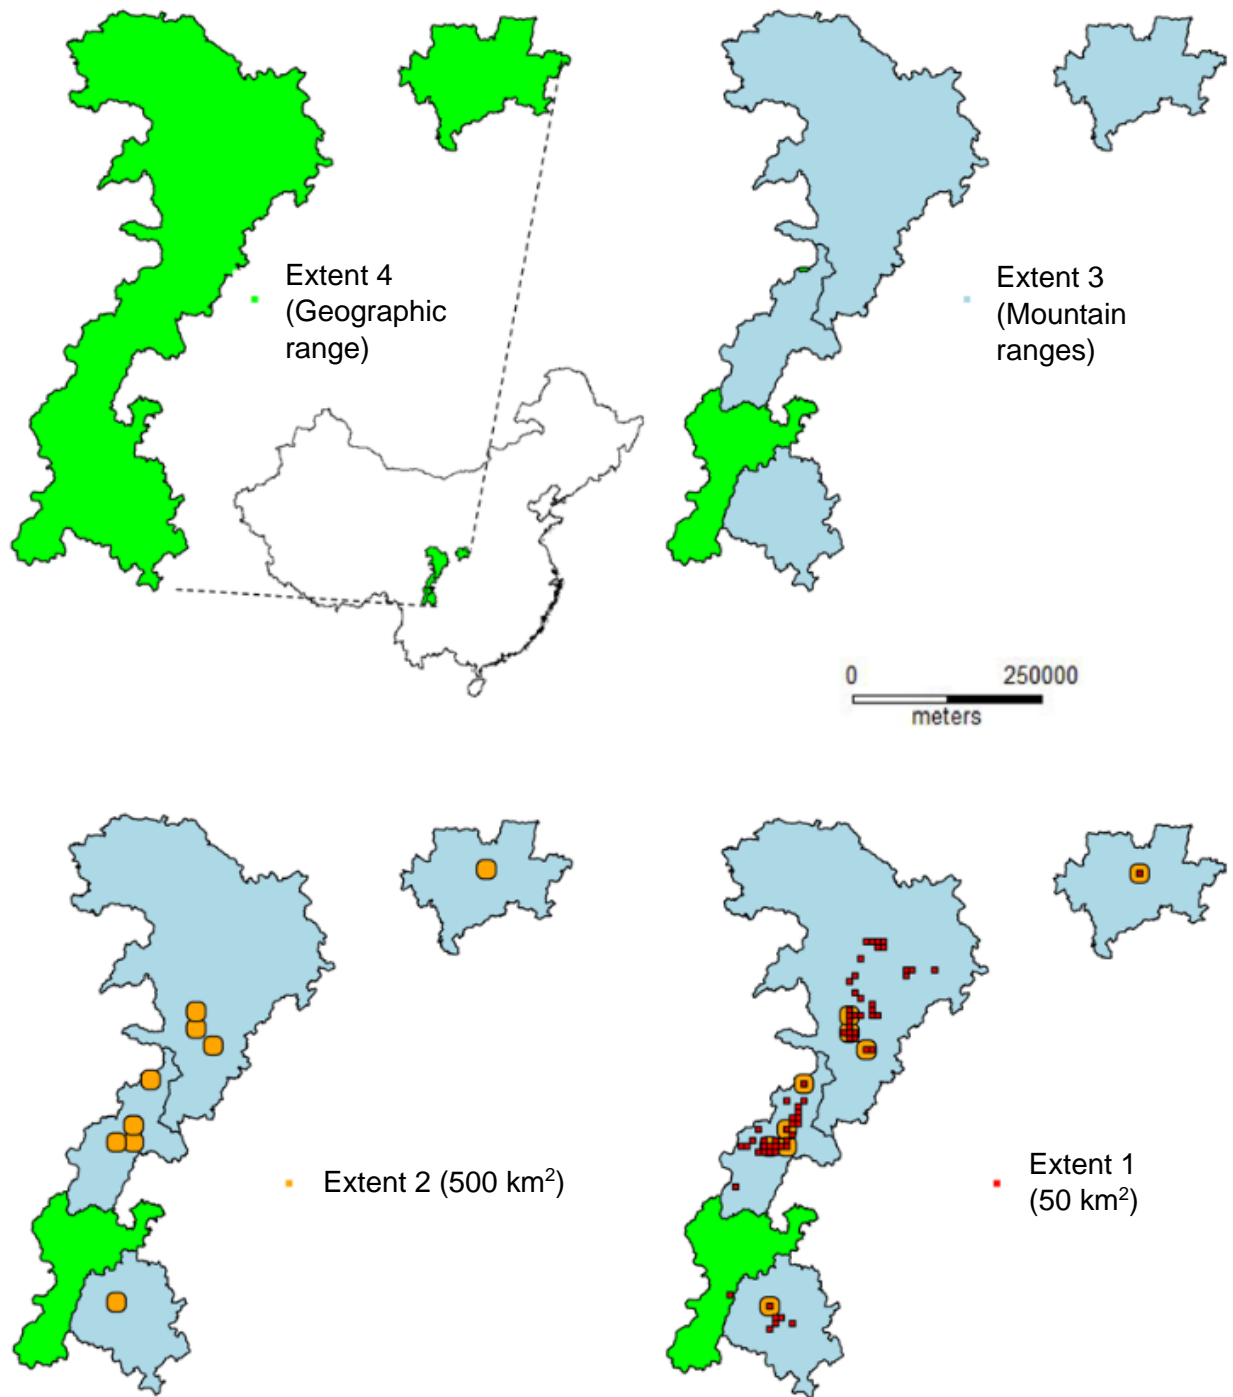 Extent 4
(Geographic
range)
Extent 3
(Mountain
ranges)
0 250000
meters
Extent 2 (500 km²)
Extent 1
(50 km²)